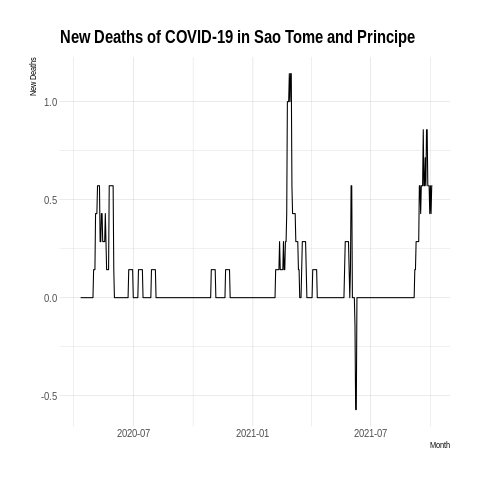 New Deaths of COVID-19 in Sao Tome and Principe
New Deaths
1.0
0.5
0.0
-0.5
2020-07
2021-01
2021-07
Month